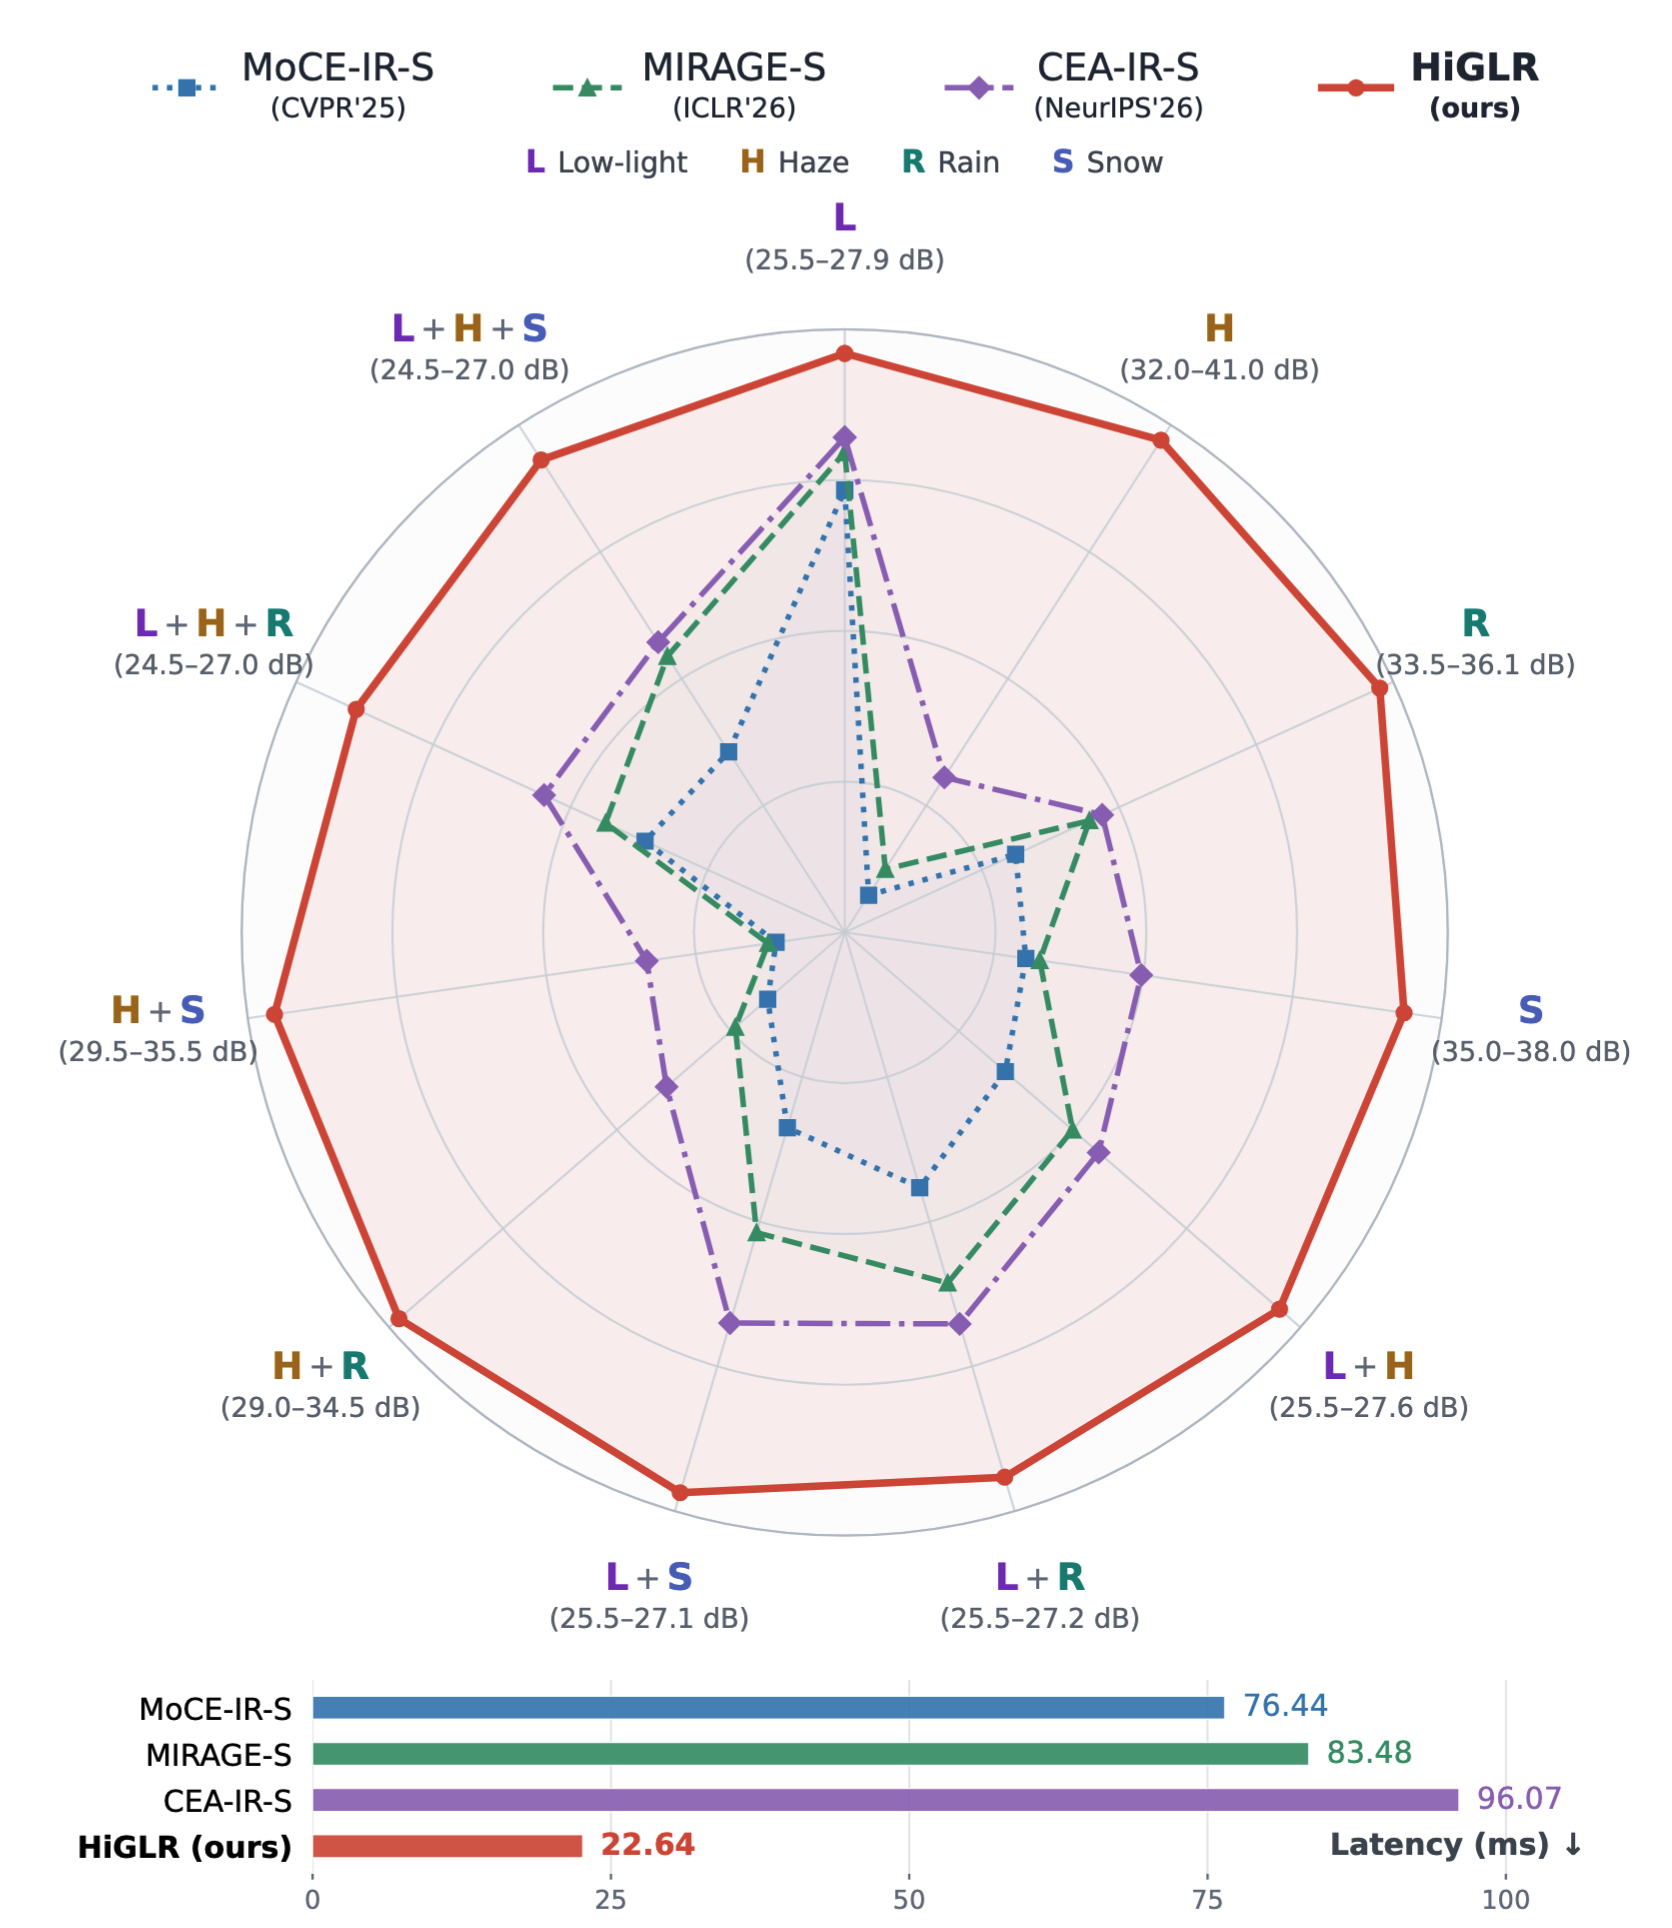 MoCE-IR-S MIRAGE-S CEA-IR-S HiGLR
(CVPR'25) (ICLR'26) (NeurIPS'26) (ours)
L Low-light H Haze R Rain S Snow
L
(25.5–27.9 dB)
L + H + S
(24.5–27.0 dB)
H
(32.0–41.0 dB)
L + H + R
(24.5–27.0 dB)
R
(33.5–36.1 dB)
H + S
(29.5–35.5 dB)
S
(35.0–38.0 dB)
H + R
(29.0–34.5 dB)
L + H
(25.5–27.6 dB)
L + S
(25.5–27.1 dB)
L + R
(25.5–27.2 dB)
MoCE-IR-S 76.44
MIRAGE-S 83.48
CEA-IR-S 96.07
HiGLR (ours) 22.64 Latency (ms) ↓
0 25 50 75 100